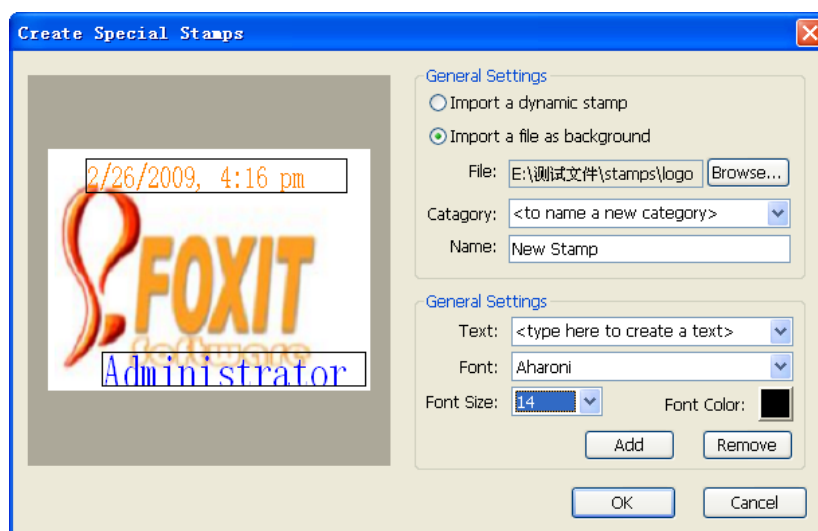 Create Special Stamps
2/26/2009, 4:16 pm
FOXIT
software
Administrator
General Settings
Import a dynamic stamp
Import a file as background
File: E:\测试文件\stamps\logo Browse...
Catagory: <to name a new category>
Name: New Stamp
General Settings
Text: <type here to create a text>
Font: Aharoni
Font Size: 14 Font Color:
Add Remove
OK Cancel